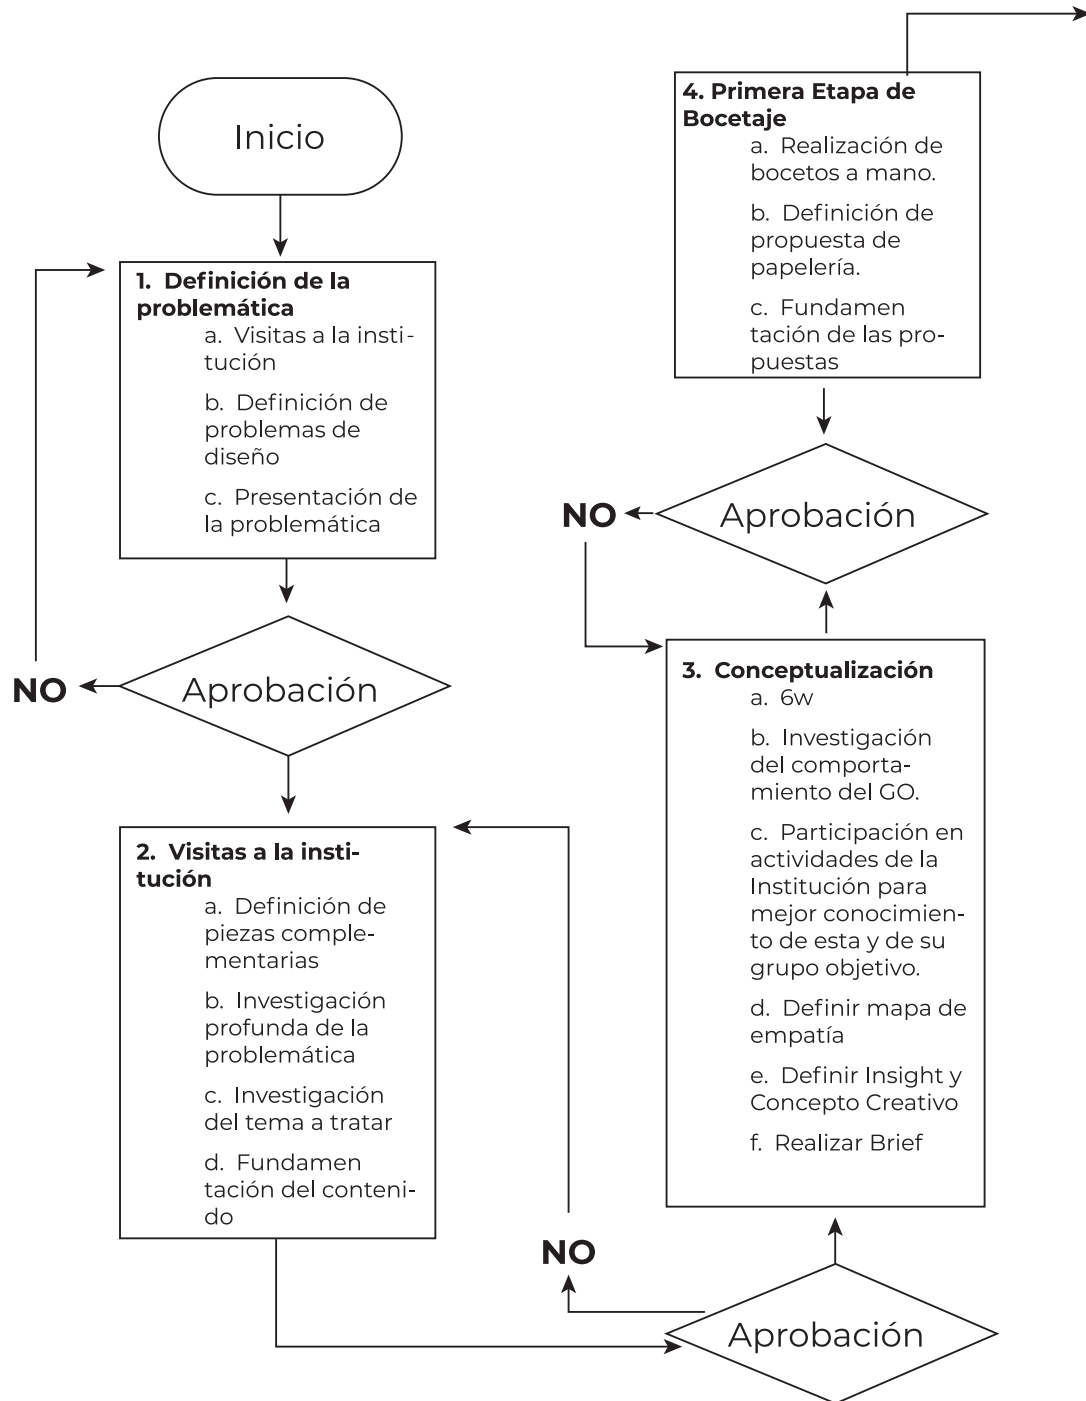 Inicio
1. Definición de la
problemática
a. Visitas a la insti-
tución
b. Definición de
problemas de
diseño
c. Presentación de
la problemática
NO
Aprobación
2. Visitas a la insti-
tución
a. Definición de
piezas comple-
mentarias
b. Investigación
profunda de la
problemática
c. Investigación
del tema a tratar
d. Fundamen
tación del conteni-
do
NO
Aprobación
3. Conceptualización
a. 6w
b. Investigación
del comporta-
miento del GO.
c. Participación en
actividades de la
Institución para
mejor conocimien-
to de esta y de su
grupo objetivo.
d. Definir mapa de
empatía
e. Definir Insight y
Concepto Creativo
f. Realizar Brief
NO
Aprobación
4. Primera Etapa de
Bocetaje
a. Realización de
bocetos a mano.
b. Definición de
propuesta de
papelería.
c. Fundamen
tación de las pro-
puestas